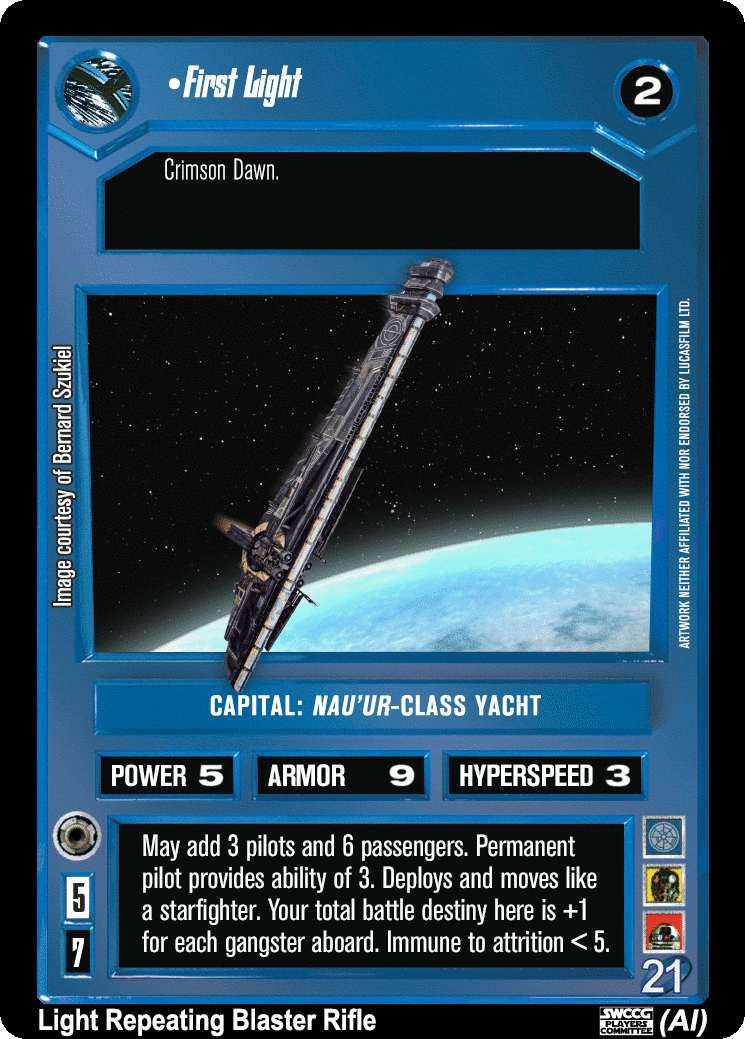 •First Light
2
Crimson Dawn.
Image courtesy of Bernard Szukiel
ARTWORK NEITHER AFFILIATED WITH NOR ENDORSED BY LUCASFILM LTD.
CAPITAL: NAU'UR-CLASS YACHT
POWER 5
ARMOR 9
HYPERSPEED 3
May add 3 pilots and 6 passengers. Permanent
pilot provides ability of 3. Deploys and moves like
a starfighter. Your total battle destiny here is +1
for each gangster aboard. Immune to attrition < 5.
5
7
21
Light Repeating Blaster Rifle
SWCCG
PLAYERS
COMMITTEE
(AI)